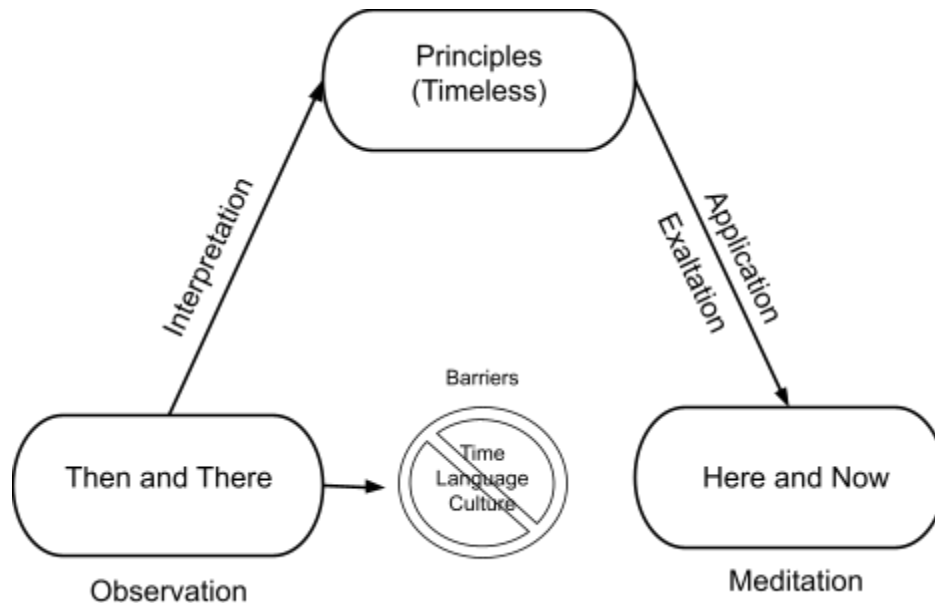 Principles
(Timeless)
Interpretation
Application
Exaltation
Barriers
Time
Language
Culture
Then and There
Here and Now
Observation
Meditation